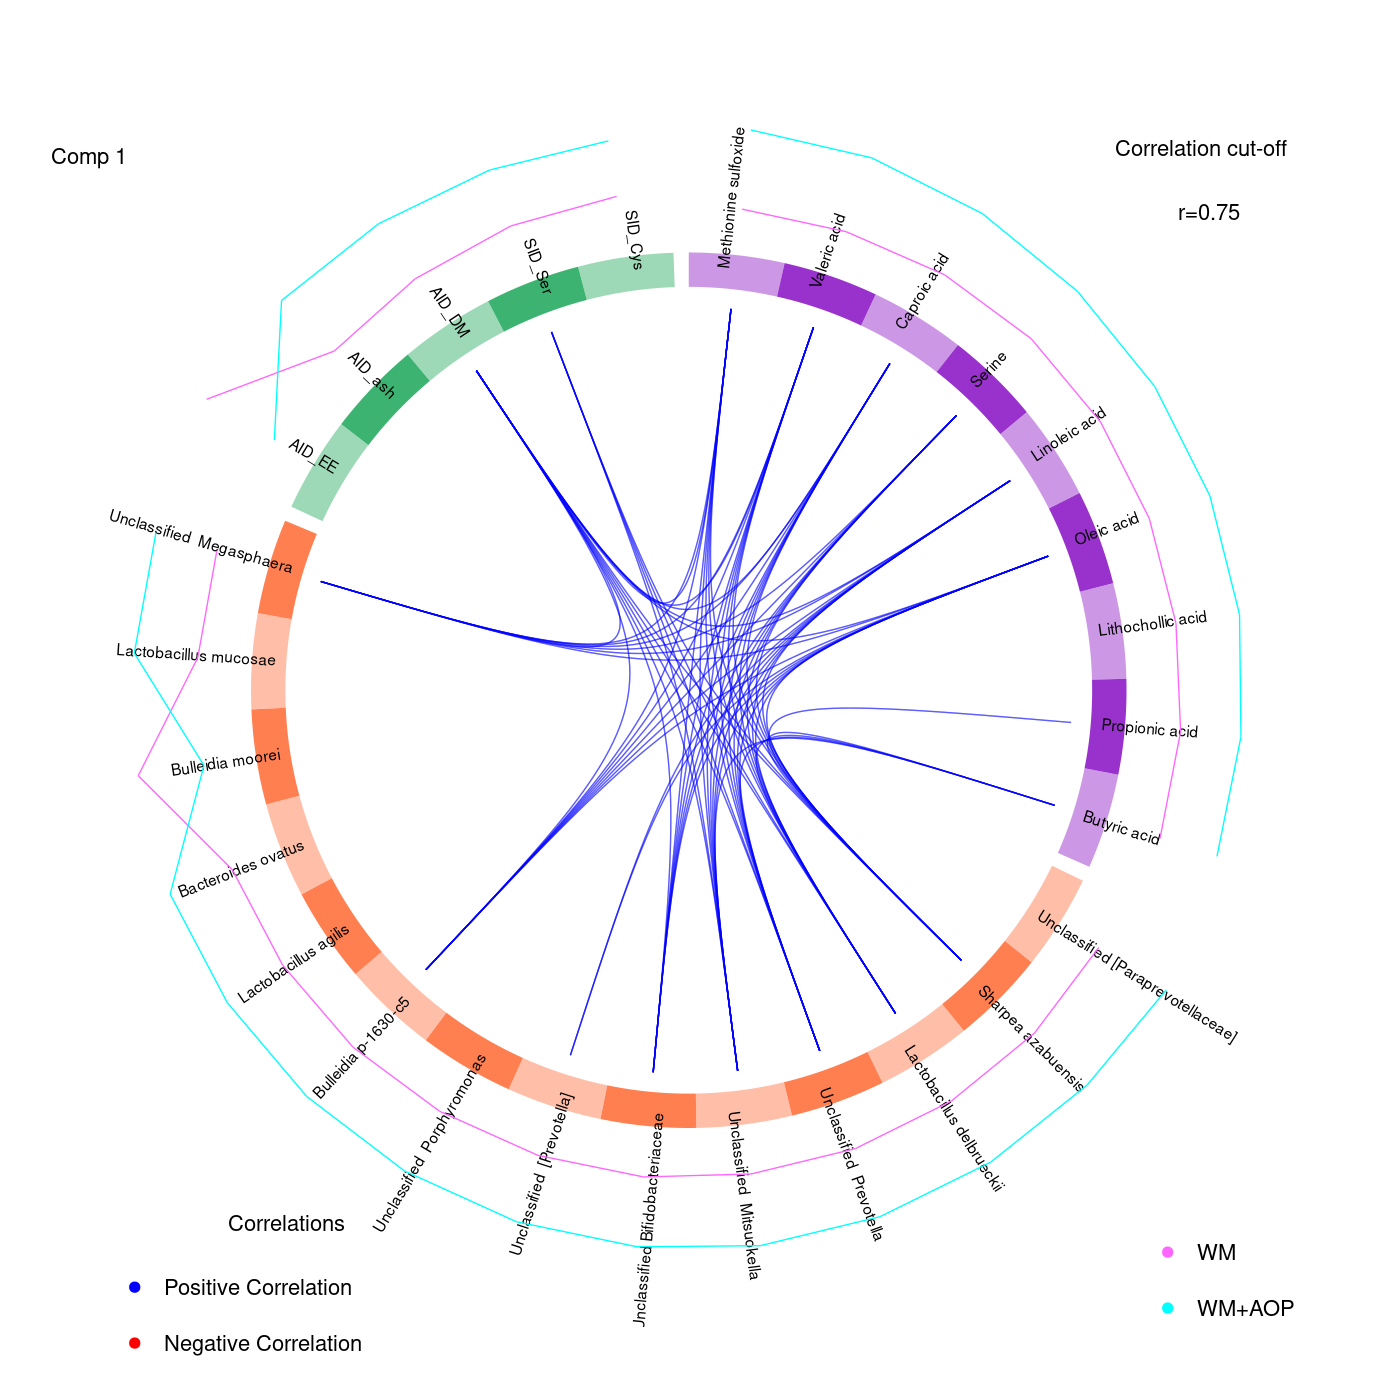 Comp 1
Correlation cut-off
r=0.75
Methionine sulfoxide
Valeric acid
Caproic acid
Serine
Linoleic acid
Oleic acid
Lithochollic acid
Propionic acid
Butyric acid
Unclassified [Paraprevotellaceae]
Sharpea azabuensis
Lactobacillus delbrueckii
Unclassified Prevotella
Unclassified Mitsuokella
Unclassified Bifidobacteriaceae
Unclassified [Prevotella]
Unclassified Porphyromonas
Bulleidia p-1630-c5
Lactobacillus agilis
Bacteroides ovatus
Bulleidia moorei
Lactobacillus mucosae
Unclassified Megasphaera
AID_EE
AID_ash
AID_DM
SID_Ser
SID_Cys
Correlations
Positive Correlation
Negative Correlation
WM
WM+AOP